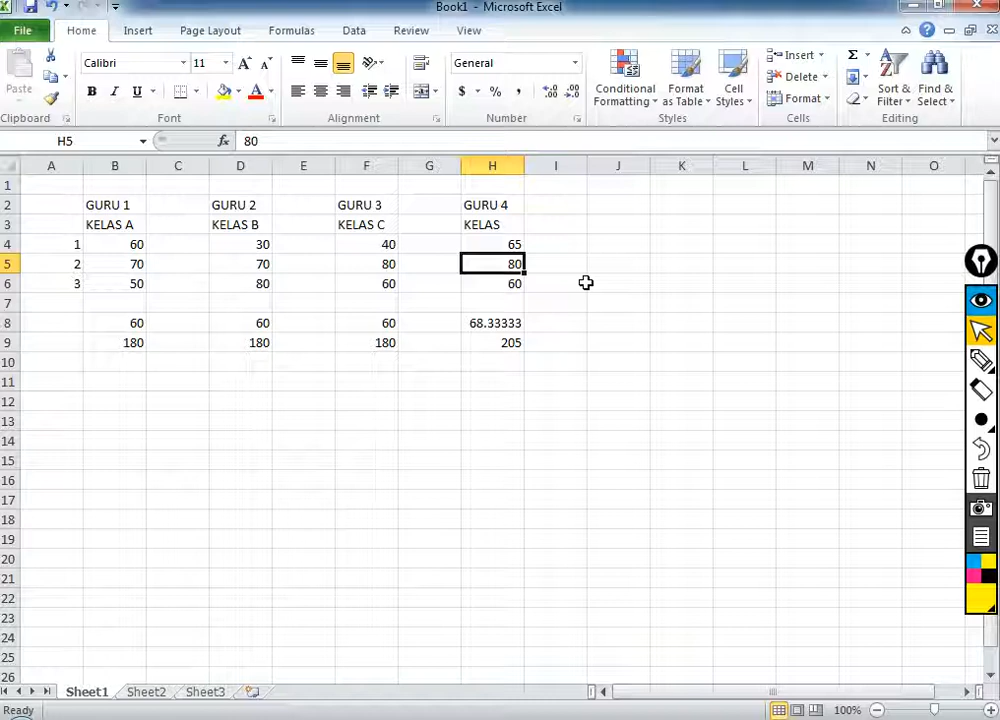 Book1 - Microsoft Excel
File Home Insert Page Layout Formulas Data Review View
Paste Calibri 11 A A General Conditional Formatting Format as Table Cell Styles Insert Delete Format Sort & Filter Find & Select
B I U A $ % , .0 .00 .00 .0 Σ
Clipboard Font Alignment Number Styles Cells Editing
H5 fx 80
A B C D E F G H I J K L M N O
1
2 GURU 1 GURU 2 GURU 3 GURU 4
3 KELAS A KELAS B KELAS C KELAS
4 1 60 30 40 65
5 2 70 70 80 80
6 3 50 80 60 60
7
8 60 60 60 68.33333
9 180 180 180 205
10
11
12
13
14
15
16
17
18
19
20
21
22
23
24
25
26
Sheet1 Sheet2 Sheet3
Ready 100%